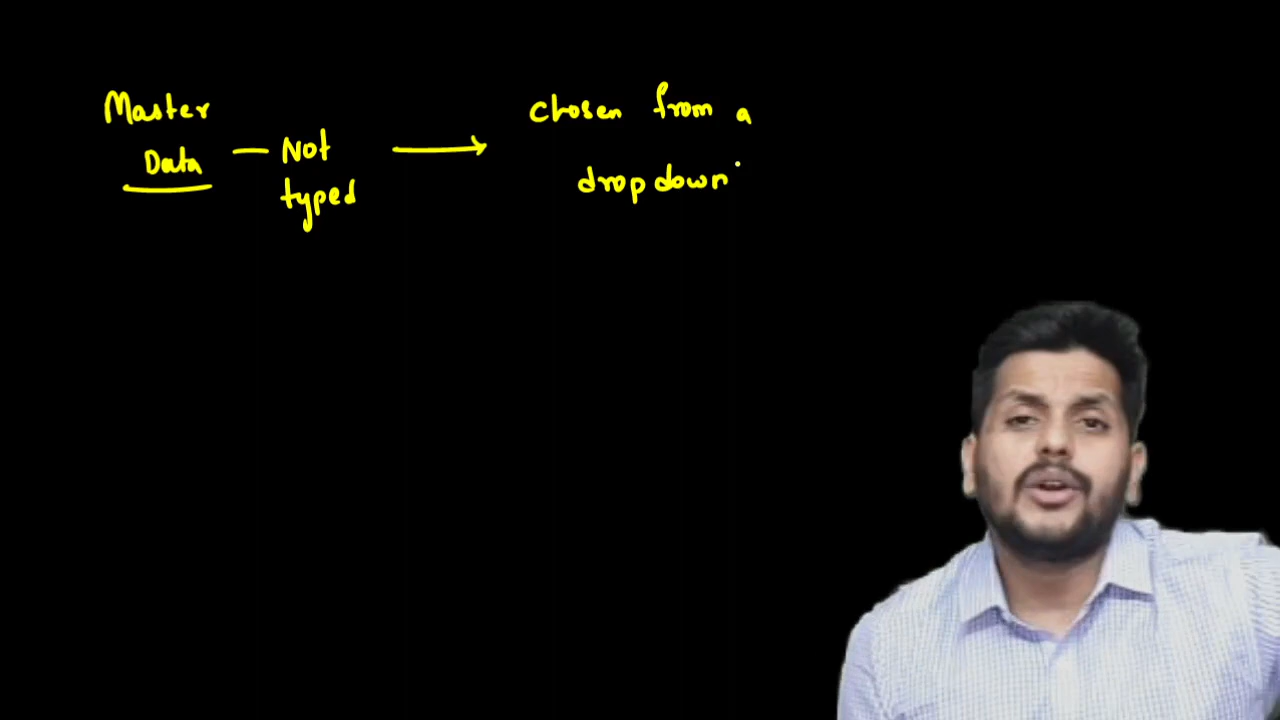 Master
Data — Not
typed
→ chosen from a
dropdown